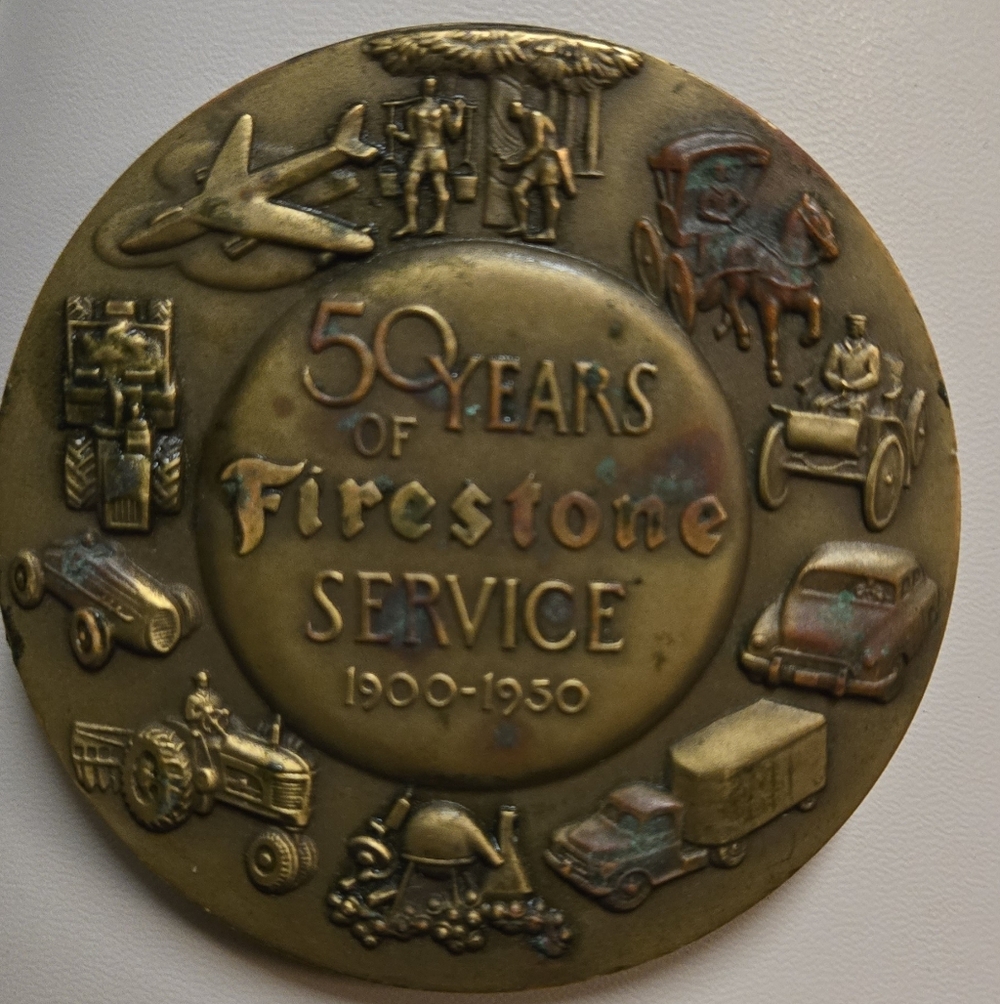 50 YEARS
OF
Firestone
SERVICE
1900-1950